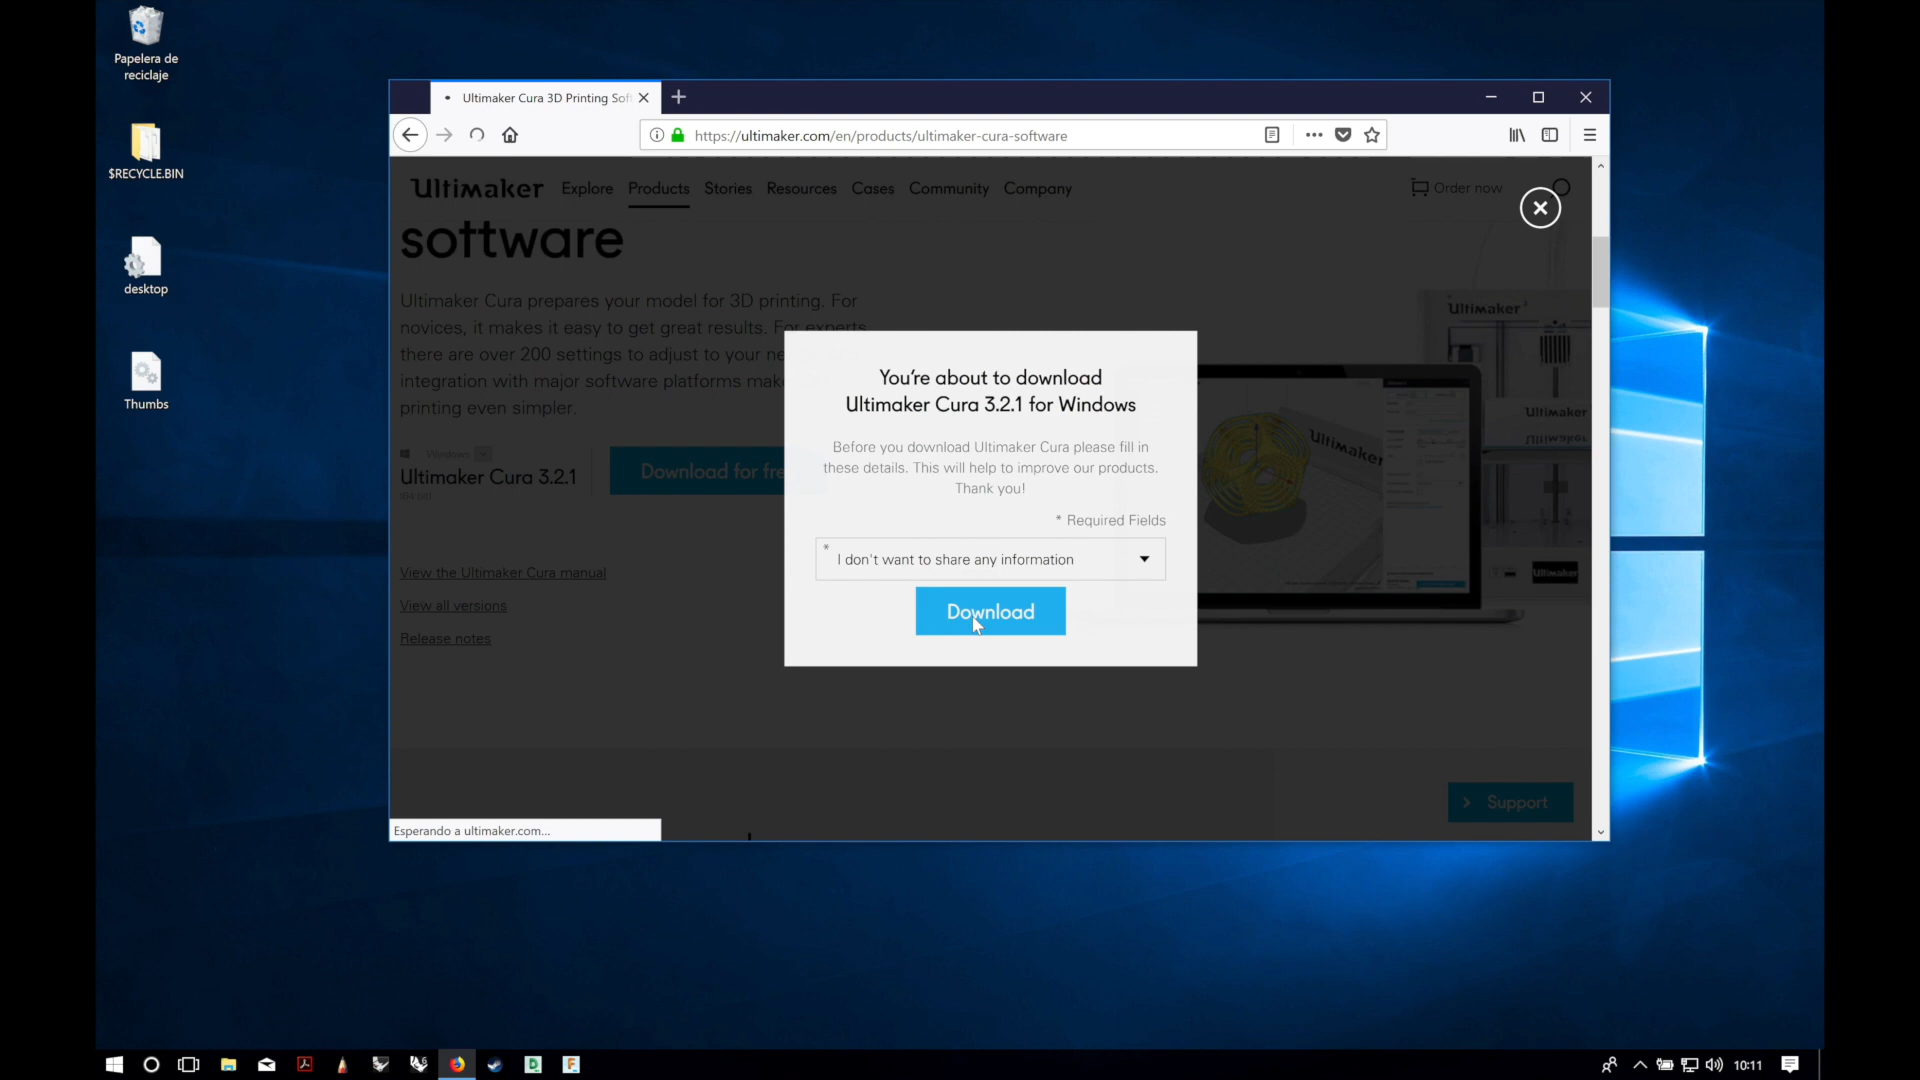 Papelera de
reciclaje
$RECYCLE.BIN
desktop
Thumbs
Ultimaker Cura 3D Printing Soft
https://ultimaker.com/en/products/ultimaker-cura-software
Ultimaker Explore Products Stories Resources Cases Community Company Order now
software
Ultimaker Cura prepares your model for 3D printing. For
novices, it makes it easy to get great results. For experts
there are over 200 settings to adjust to your
integration with major software platforms
printing even simpler.
Windows
Ultimaker Cura 3.2.1
Download for free
View the Ultimaker Cura manual
View all versions
Release notes
You're about to download
Ultimaker Cura 3.2.1 for Windows
Before you download Ultimaker Cura please fill in
these details. This will help to improve our products.
Thank you!
* Required Fields
* I don't want to share any information
Download
Ultimaker
Ultimaker
Ultimaker
Ultimaker
Ultimaker
Support
Esperando a ultimaker.com...
10:11